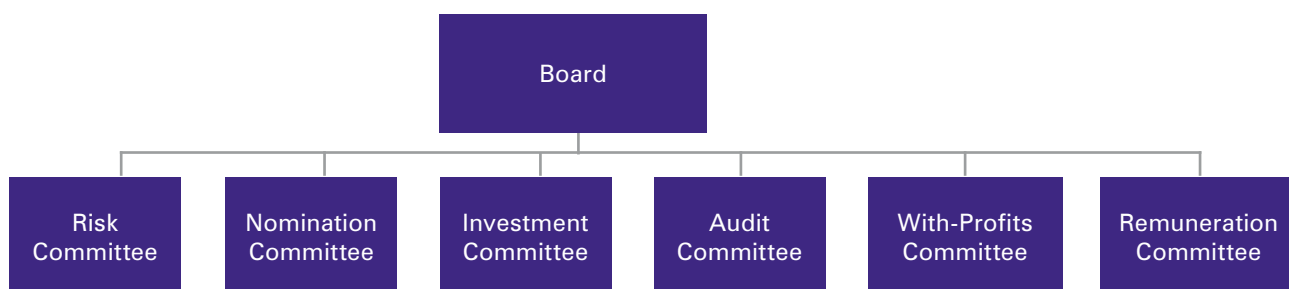 Board
Risk
Committee
Nomination
Committee
Investment
Committee
Audit
Committee
With-Profits
Committee
Remuneration
Committee